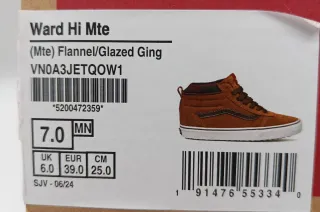 Ward Hi Mte
(Mte) Flannel/Glazed Ging
VN0A3JETQOW1
*5200472359*
7.0 MN
UK EUR CM
6.0 39.0 25.0
SJV - 06/24
1 91476 55334 0